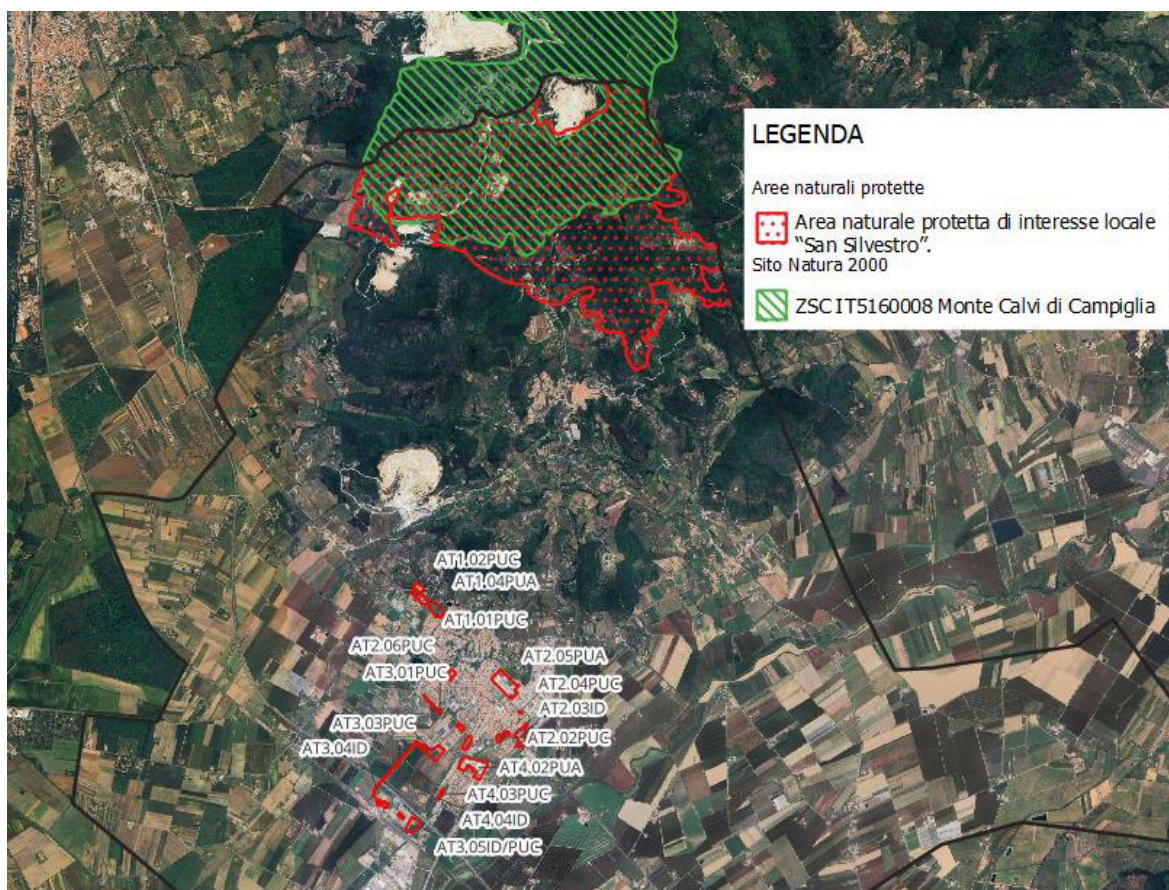 LEGENDA
Aree naturali protette
Area naturale protetta di interesse locale
“San Silvestro”.
Sito Natura 2000
ZSC IT5160008 Monte Calvi di Campiglia
AT1.02PUC
AT1.04PUA
AT1.01PUC
AT2.06PUC
AT2.05PUA
AT3.01PUC
AT2.04PUC
AT2.03ID
AT3.03PUC
AT2.02PUC
AT3.04ID
AT4.02PUA
AT4.03PUC
AT4.04ID
AT3.05ID/PUC